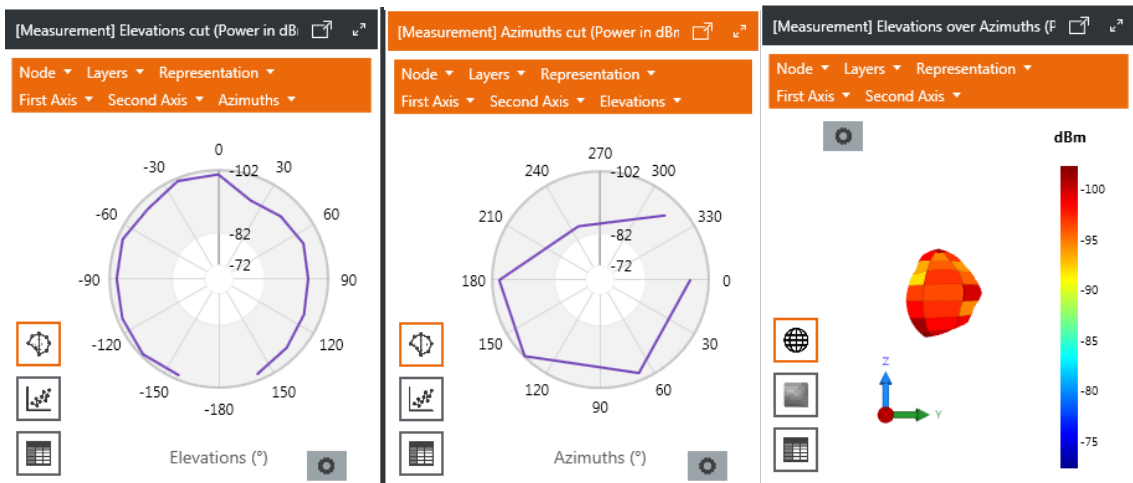 [Measurement] Elevations cut (Power in dB
Node Layers Representation
First Axis Second Axis Azimuths
0
-30 30
-102
-60 60
-82
-72
-90 90
-120 120
-150 150
-180
Elevations (°)
[Measurement] Azimuths cut (Power in dBn
Node Layers Representation
First Axis Second Axis Elevations
270
240 300
-102
210 330
-82
-72
180 0
150 30
120 60
90
Azimuths (°)
[Measurement] Elevations over Azimuths (P
Node Layers Representation
First Axis Second Axis
dBm
-100
-95
-90
-85
-80
-75
Z
Y